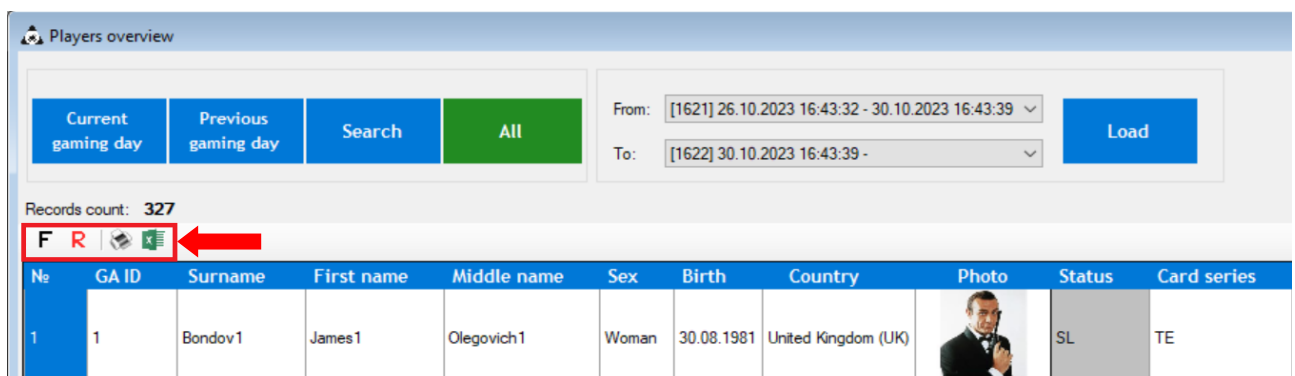 Players overview
Current gaming day
Previous gaming day
Search
All
From: [1621] 26.10.2023 16:43:32 - 30.10.2023 16:43:39
To: [1622] 30.10.2023 16:43:39 -
Load
Records count: 327
F R
№ GA ID Surname First name Middle name Sex Birth Country Photo Status Card series
1 1 Bondov1 James1 Olegovich1 Woman 30.08.1981 United Kingdom (UK) SL TE